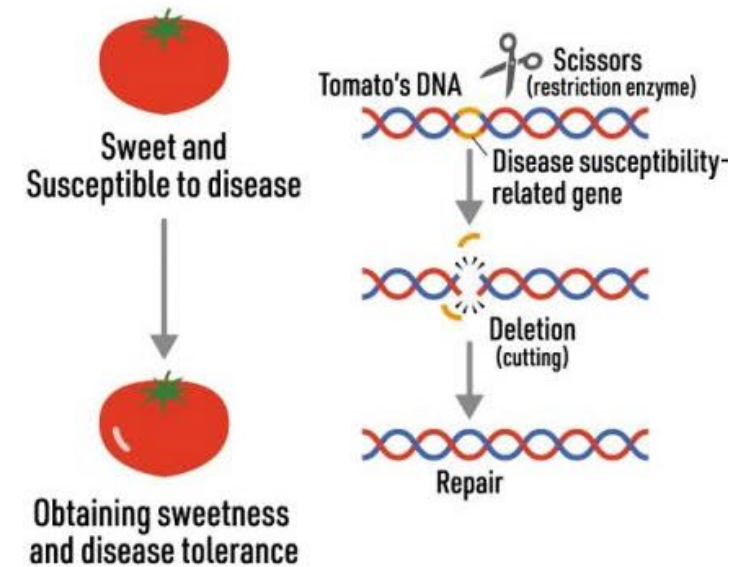 Sweet and
Susceptible to disease
Obtaining sweetness
and disease tolerance
Scissors
(restriction enzyme)
Tomato's DNA
Disease susceptibility-
related gene
Deletion
(cutting)
Repair